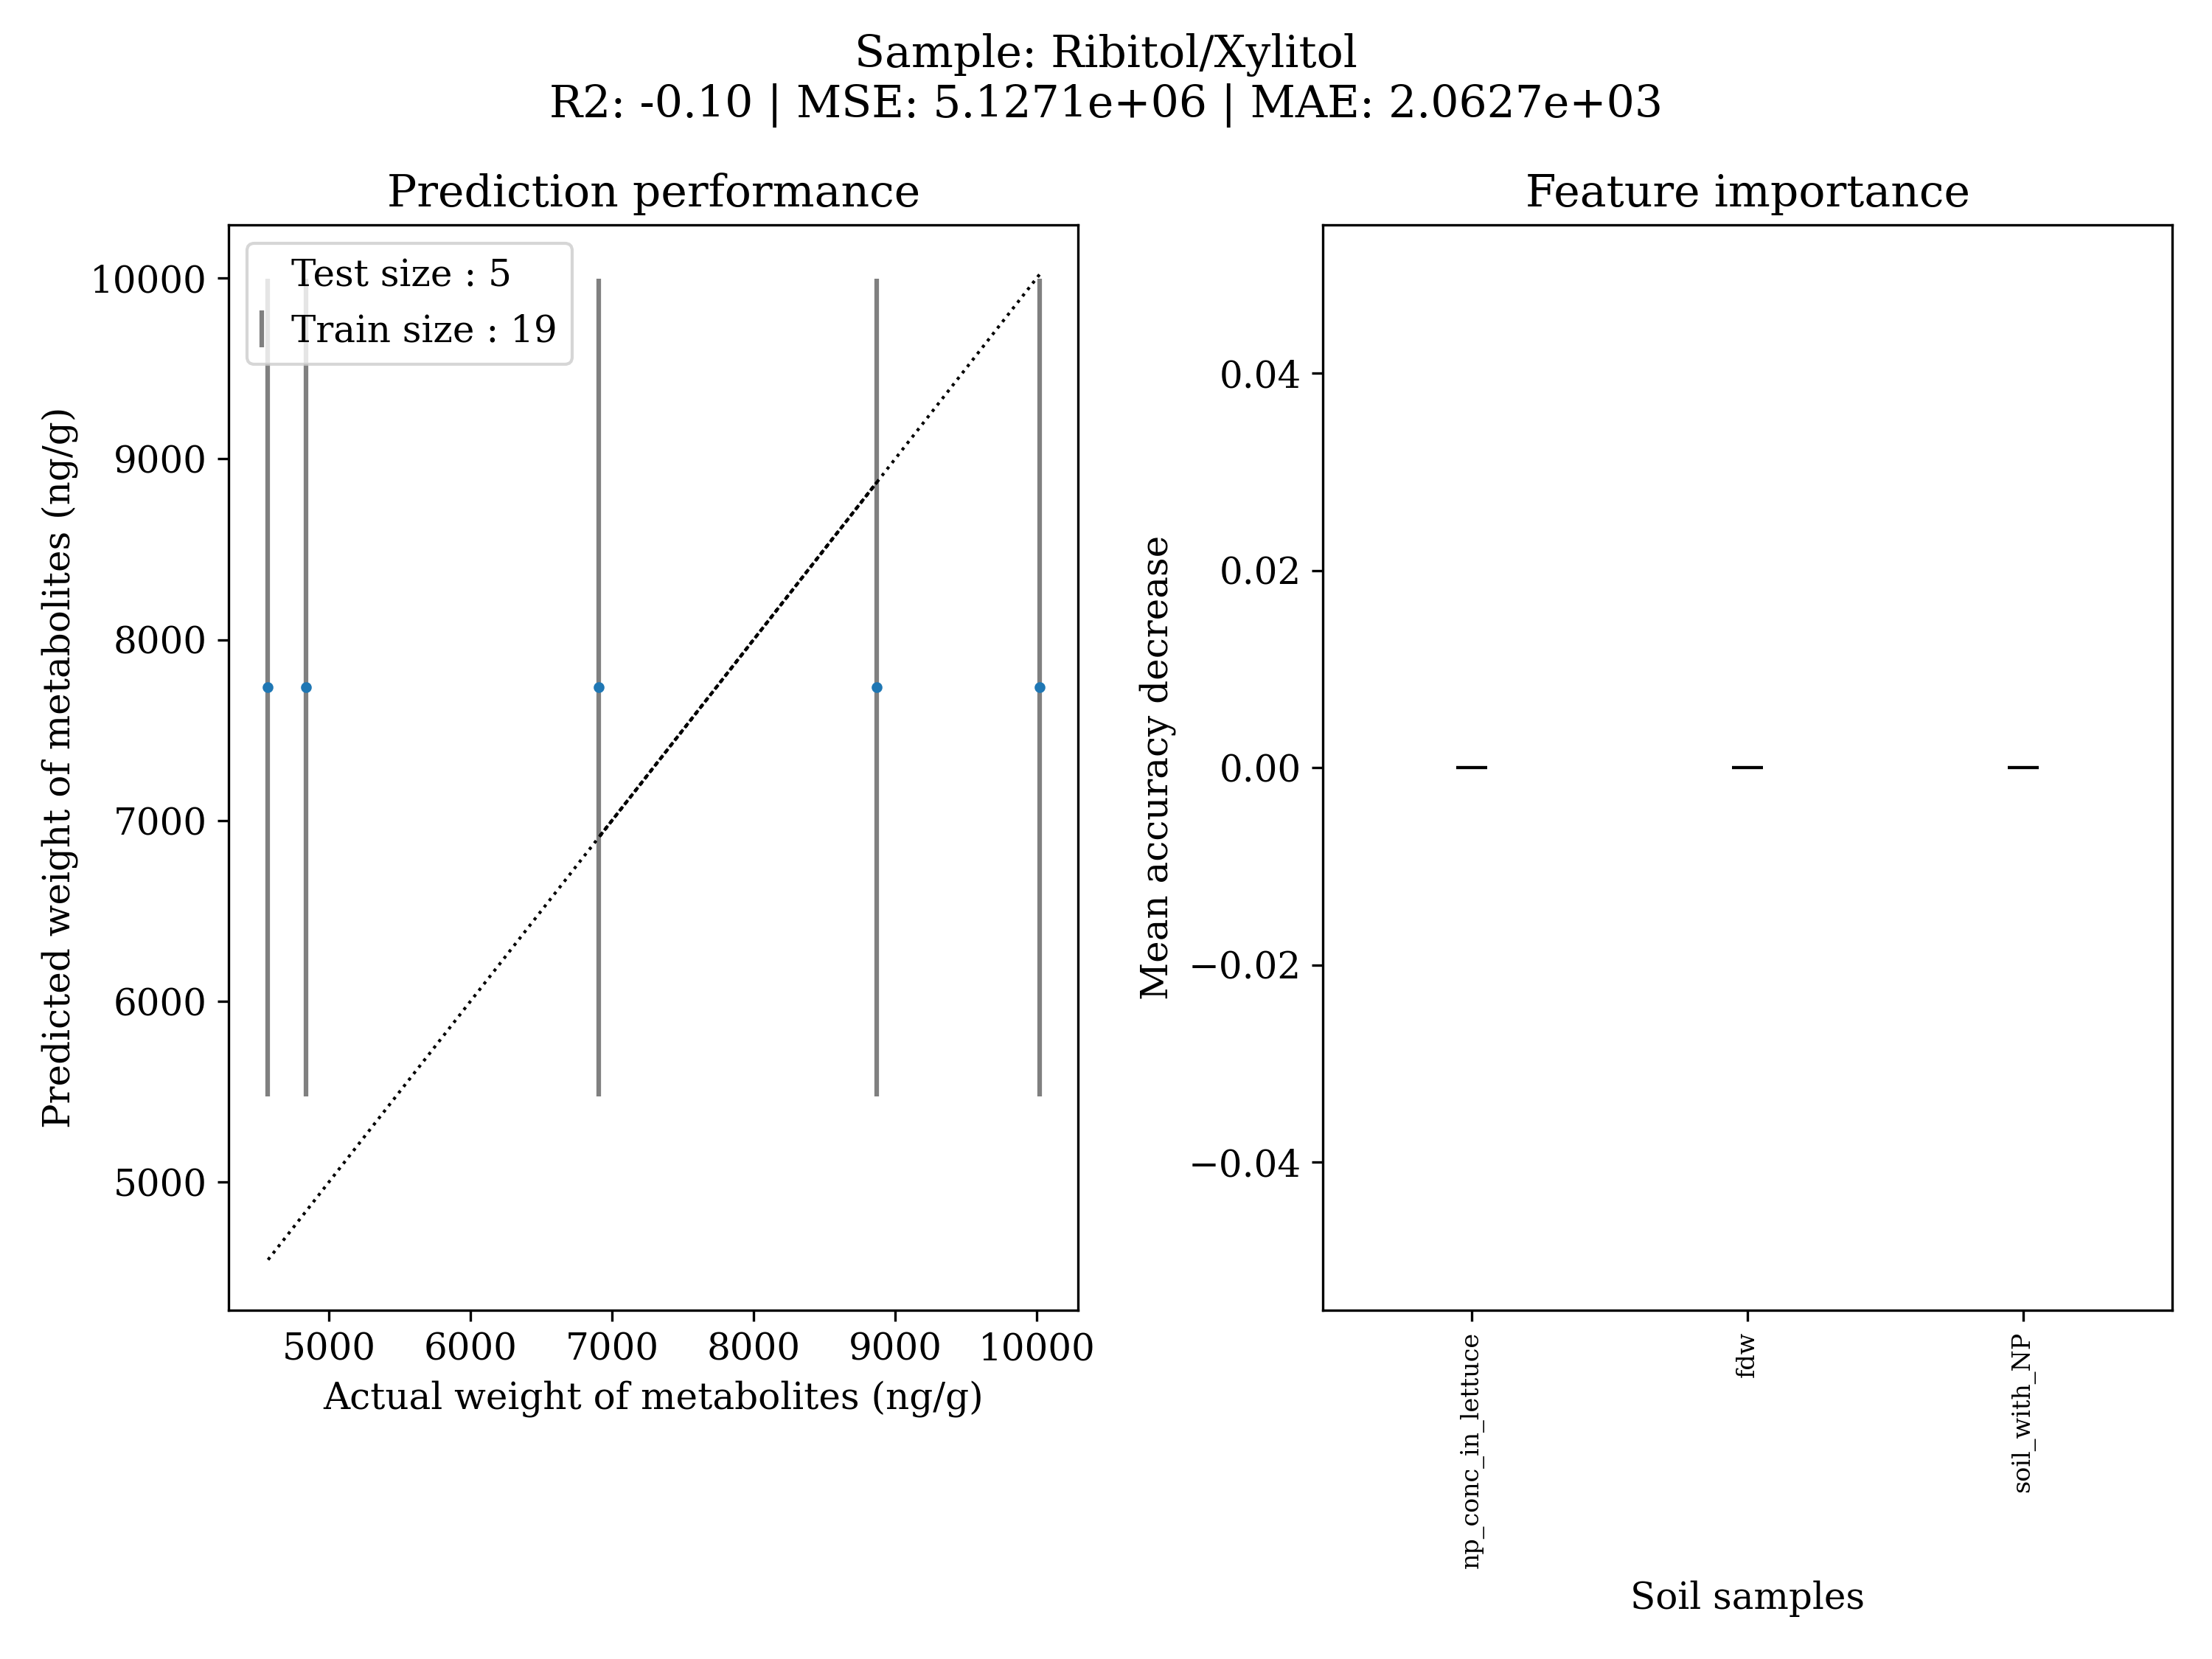 Sample: Ribitol/Xylitol
R2: -0.10 | MSE: 5.1271e+06 | MAE: 2.0627e+03
Prediction performance
Test size : 5
Train size : 19
10000
9000
8000
7000
6000
5000
Predicted weight of metabolites (ng/g)
5000 6000 7000 8000 9000 10000
Actual weight of metabolites (ng/g)
Feature importance
0.04
0.02
0.00
−0.02
−0.04
Mean accuracy decrease
np_conc_in_lettuce
fdw
soil_with_NP
Soil samples